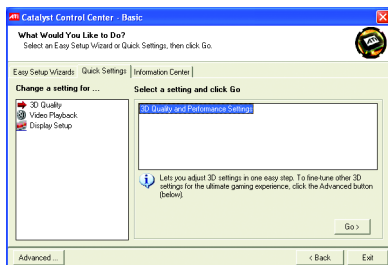 ATI Catalyst Control Center - Basic
What Would You Like to Do?
Select an Easy Setup Wizard or Quick Settings, then click Go.
ATI
Easy Setup Wizards Quick Settings Information Center
Change a setting for ...
3D Quality
Video Playback
Display Setup
Select a setting and click Go
3D Quality and Performance Settings
Lets you adjust 3D settings in one easy step. To fine-tune other 3D
settings for the ultimate gaming experience, click the Advanced button
(below).
Go >
Advanced ... < Back Exit